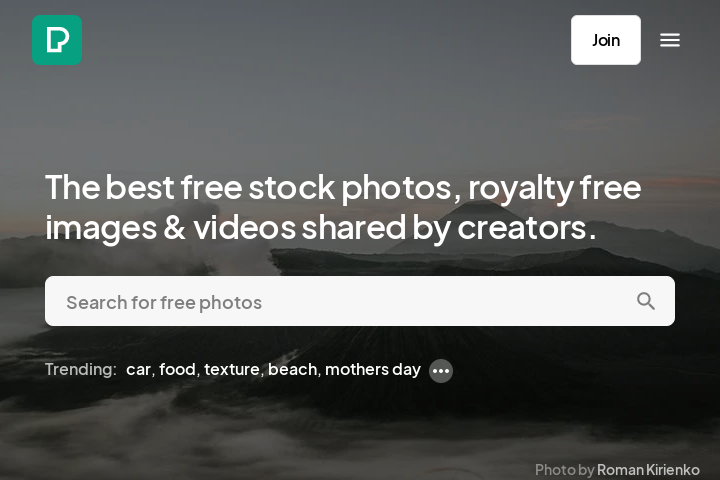 Join
The best free stock photos, royalty free
images & videos shared by creators.
Search for free photos
Trending: car, food, texture, beach, mothers day
Photo by Roman Kirienko